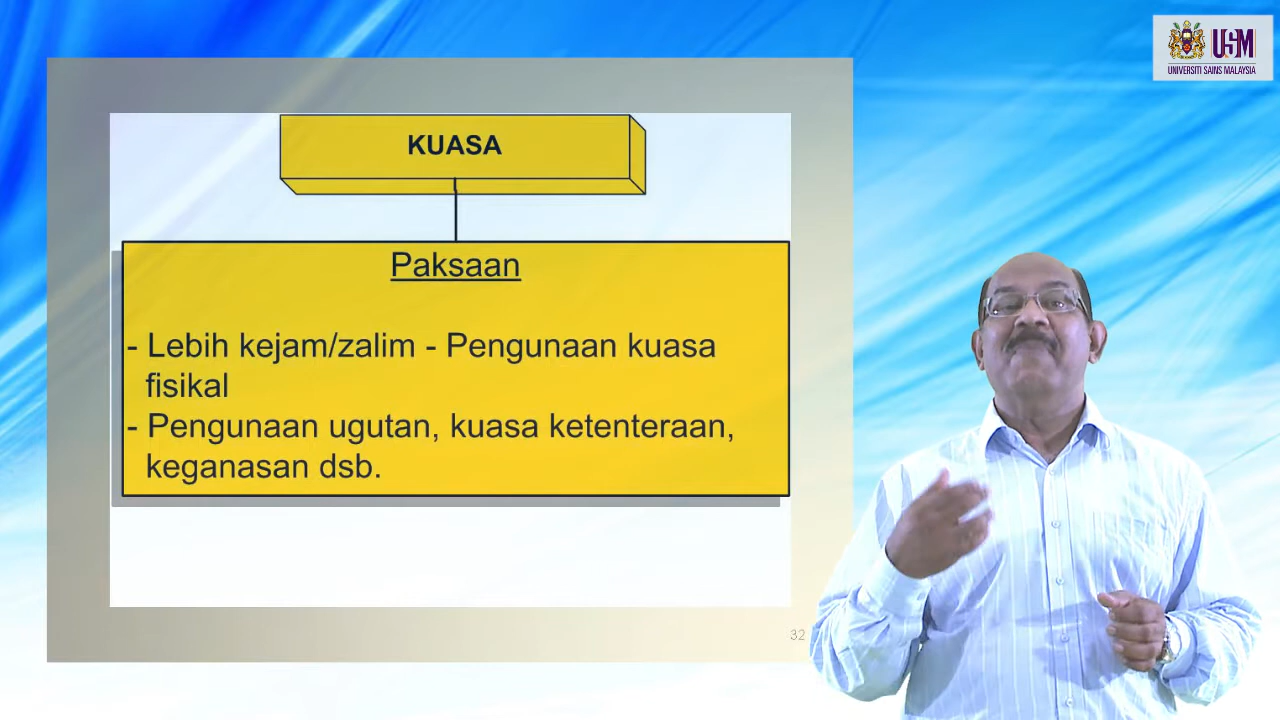 USM
UNIVERSITI SAINS MALAYSIA
KUASA
Paksaan
- Lebih kejam/zalim - Pengunaan kuasa
fisikal
- Pengunaan ugutan, kuasa ketenteraan,
keganasan dsb.
32